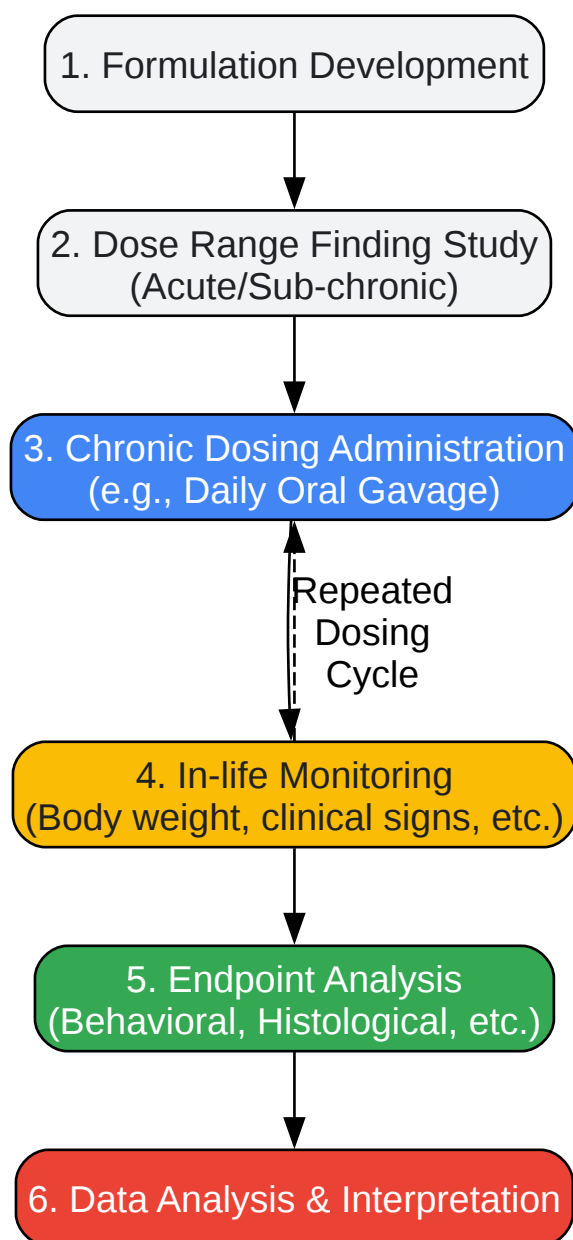 1. Formulation Development
2. Dose Range Finding Study
(Acute/Sub-chronic)
3. Chronic Dosing Administration
(e.g., Daily Oral Gavage)
Repeated
Dosing
Cycle
4. In-life Monitoring
(Body weight, clinical signs, etc.)
5. Endpoint Analysis
(Behavioral, Histological, etc.)
6. Data Analysis & Interpretation